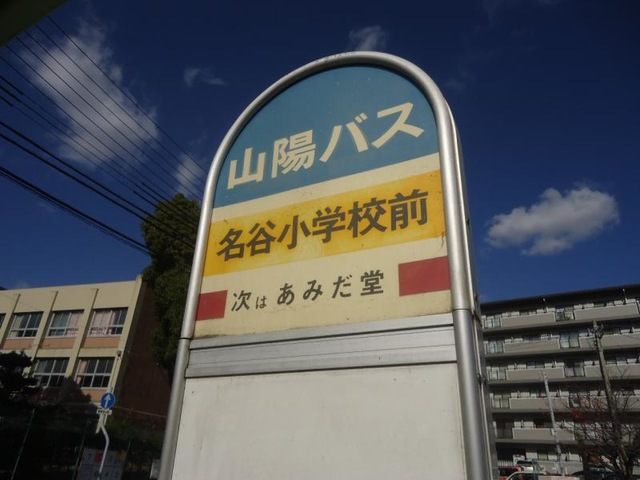 山陽バス
名谷小学校前
次は あみだ堂